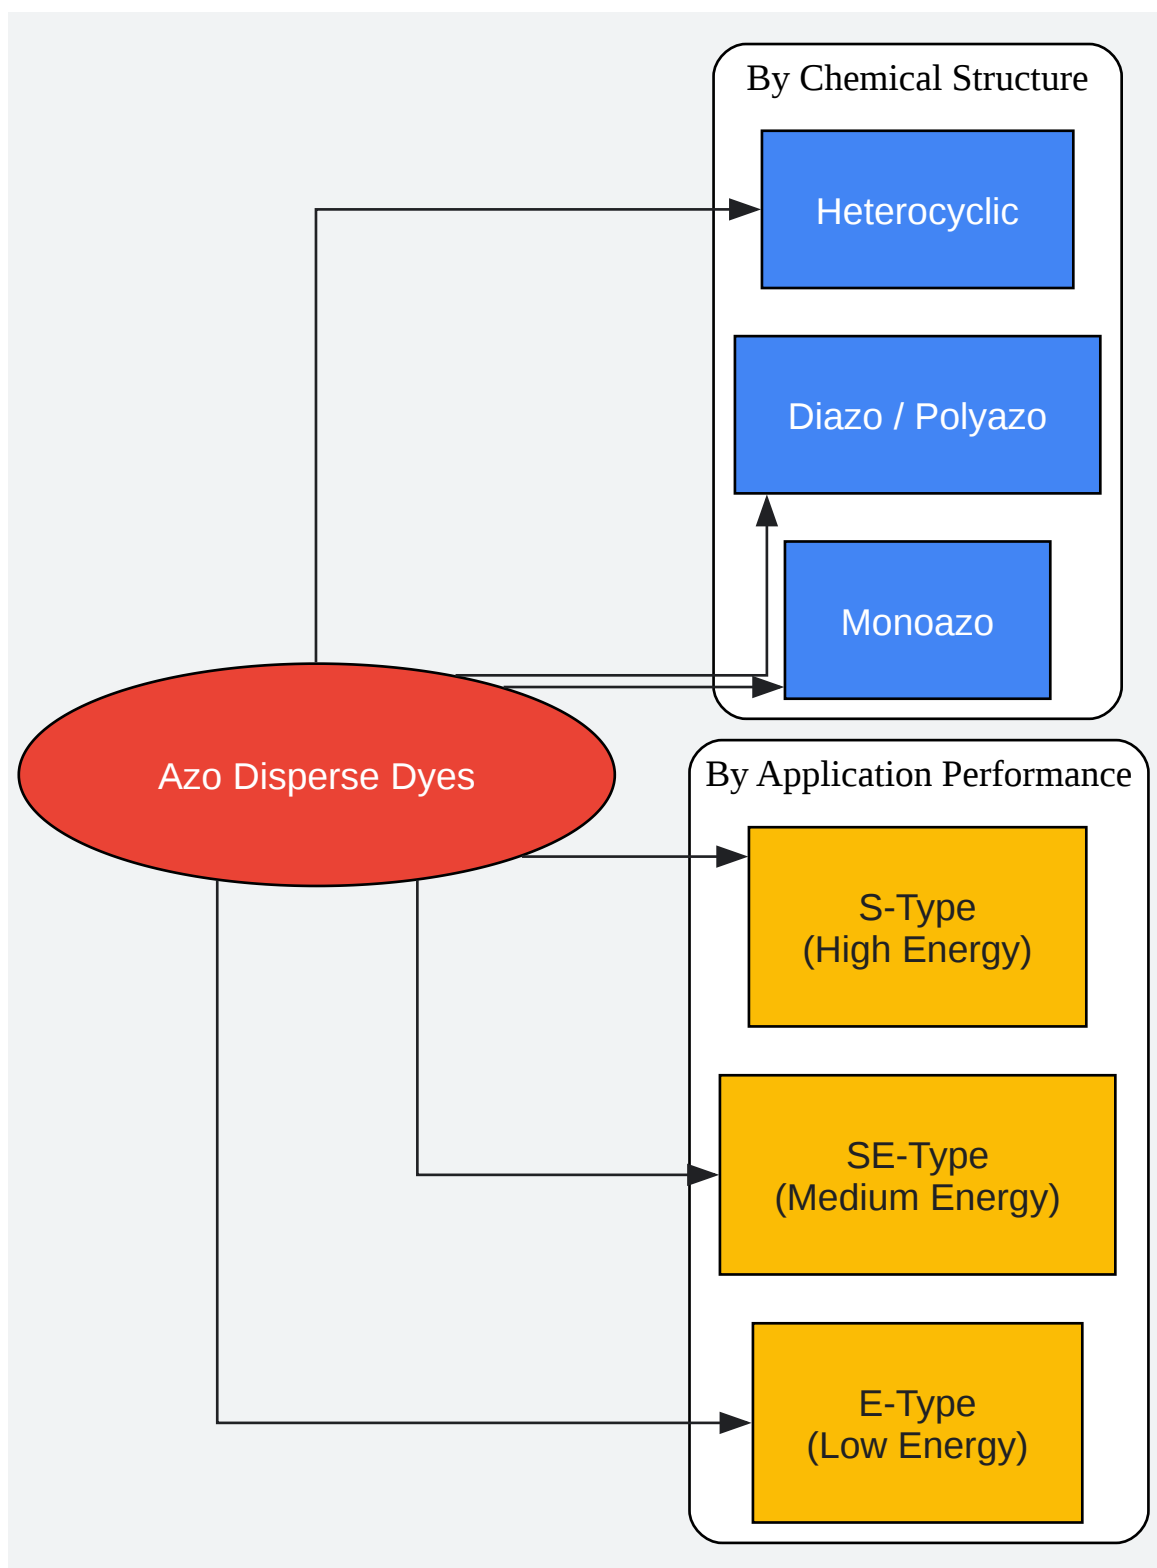 By Chemical Structure
Heterocyclic
Diazo / Polyazo
Monoazo
Azo Disperse Dyes
By Application Performance
S-Type
(High Energy)
SE-Type
(Medium Energy)
E-Type
(Low Energy)